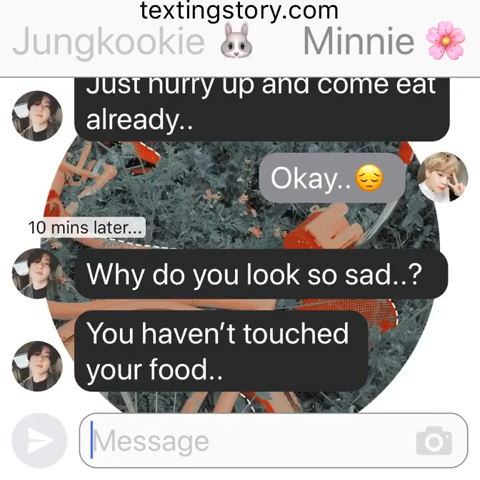 textingstory.com
Jungkookie 🐰 Minnie 🌸
Just hurry up and come eat
already..
Okay..😔
10 mins later...
Why do you look so sad..?
You haven't touched
your food..
Message